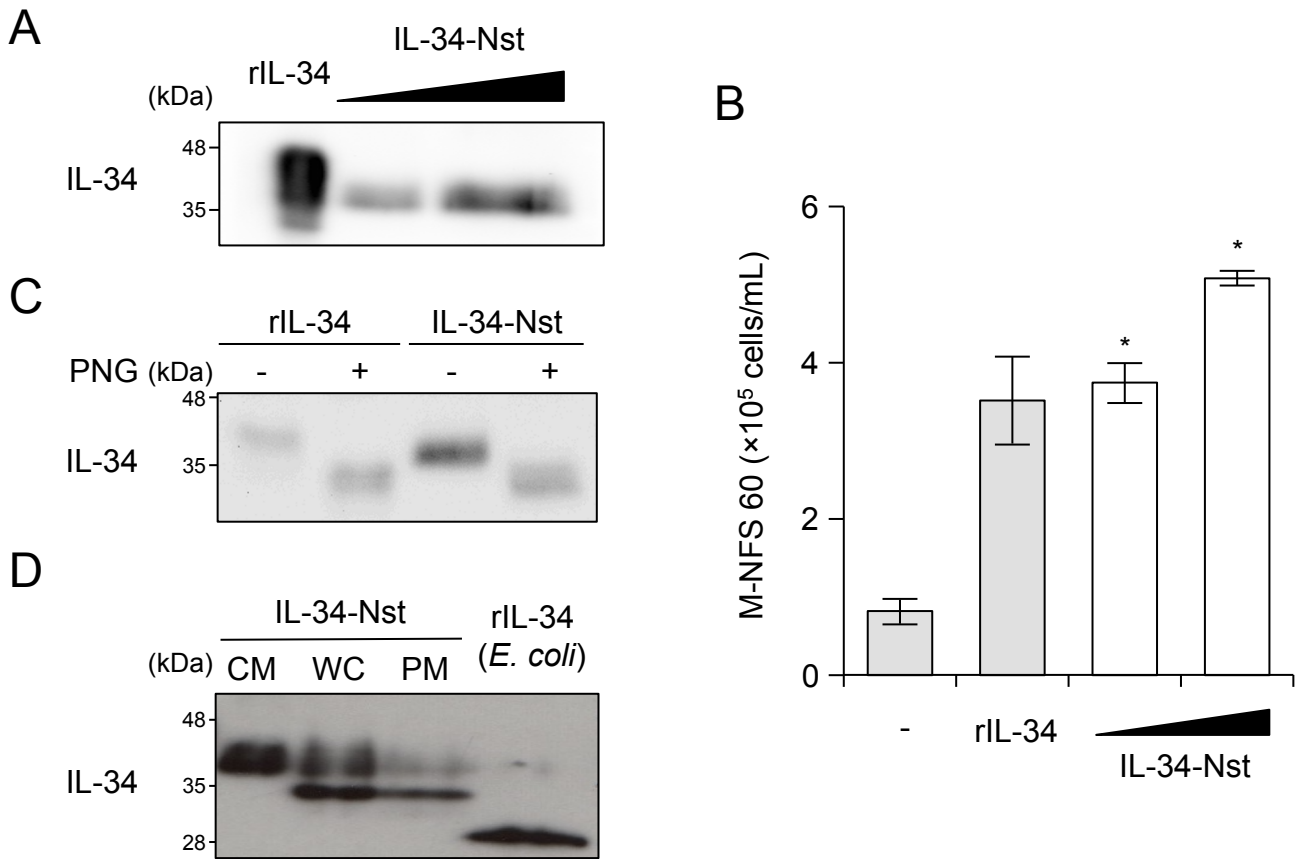 A
IL-34-Nst
rIL-34
(kDa)
48
IL-34
35
B
M-NFS 60 (×10⁵ cells/mL)
6
4
2
0
*
*
- rIL-34
IL-34-Nst
C
rIL-34 IL-34-Nst
PNG (kDa) - + - +
48
IL-34
35
D
IL-34-Nst rIL-34
(E. coli)
(kDa) CM WC PM
48
IL-34
35
28